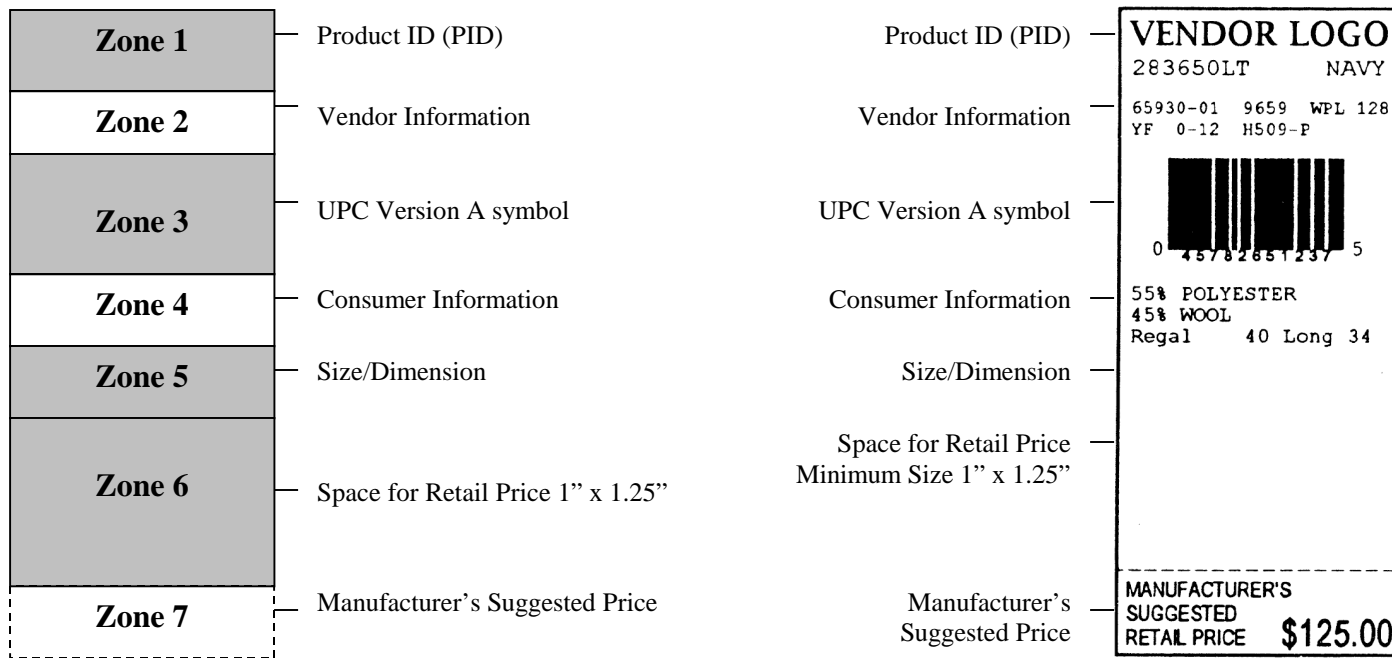 Zone 1
Product ID (PID)
Zone 2
Vendor Information
Zone 3
UPC Version A symbol
Zone 4
Consumer Information
Zone 5
Size/Dimension
Zone 6
Space for Retail Price 1” x 1.25”
Zone 7
Manufacturer’s Suggested Price
Product ID (PID)
Vendor Information
UPC Version A symbol
Consumer Information
Size/Dimension
Space for Retail Price
Minimum Size 1” x 1.25”
Manufacturer’s
Suggested Price
VENDOR LOGO
283650LT NAVY
65930-01 9659 WPL 128
YF 0-12 H509-P
0 45782651237 5
55% POLYESTER
45% WOOL
Regal 40 Long 34
MANUFACTURER'S
SUGGESTED
RETAIL PRICE $125.00